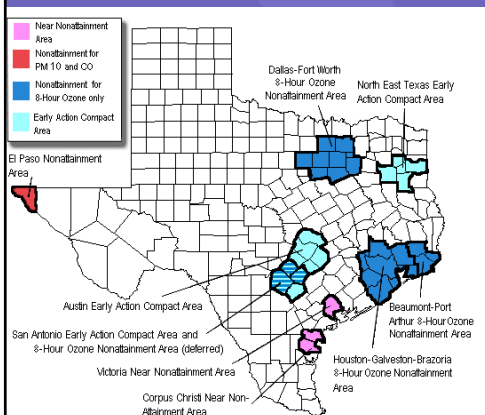 Near Nonattainment
Area
Nonattainment for
PM 10 and CO
Nonattainment for
8-Hour Ozone only
Early Action Compact
Area
Dallas-Fort Worth
8-Hour Ozone
Nonattainment Area
North East Texas Early
Action Compact Area
El Paso Nonattainment
Area
Austin Early Action Compact Area
San Antonio Early Action Compact Area and
8-Hour Ozone Nonattainment Area (deferred)
Victoria Near Nonattainment Area
Corpus Christi Near Non-
Attainment Area
Beaumont-Port
Arthur 8-Hour Ozone
Nonattainment Area
Houston-Galveston-Brazoria
8-Hour Ozone Nonattainment
Area